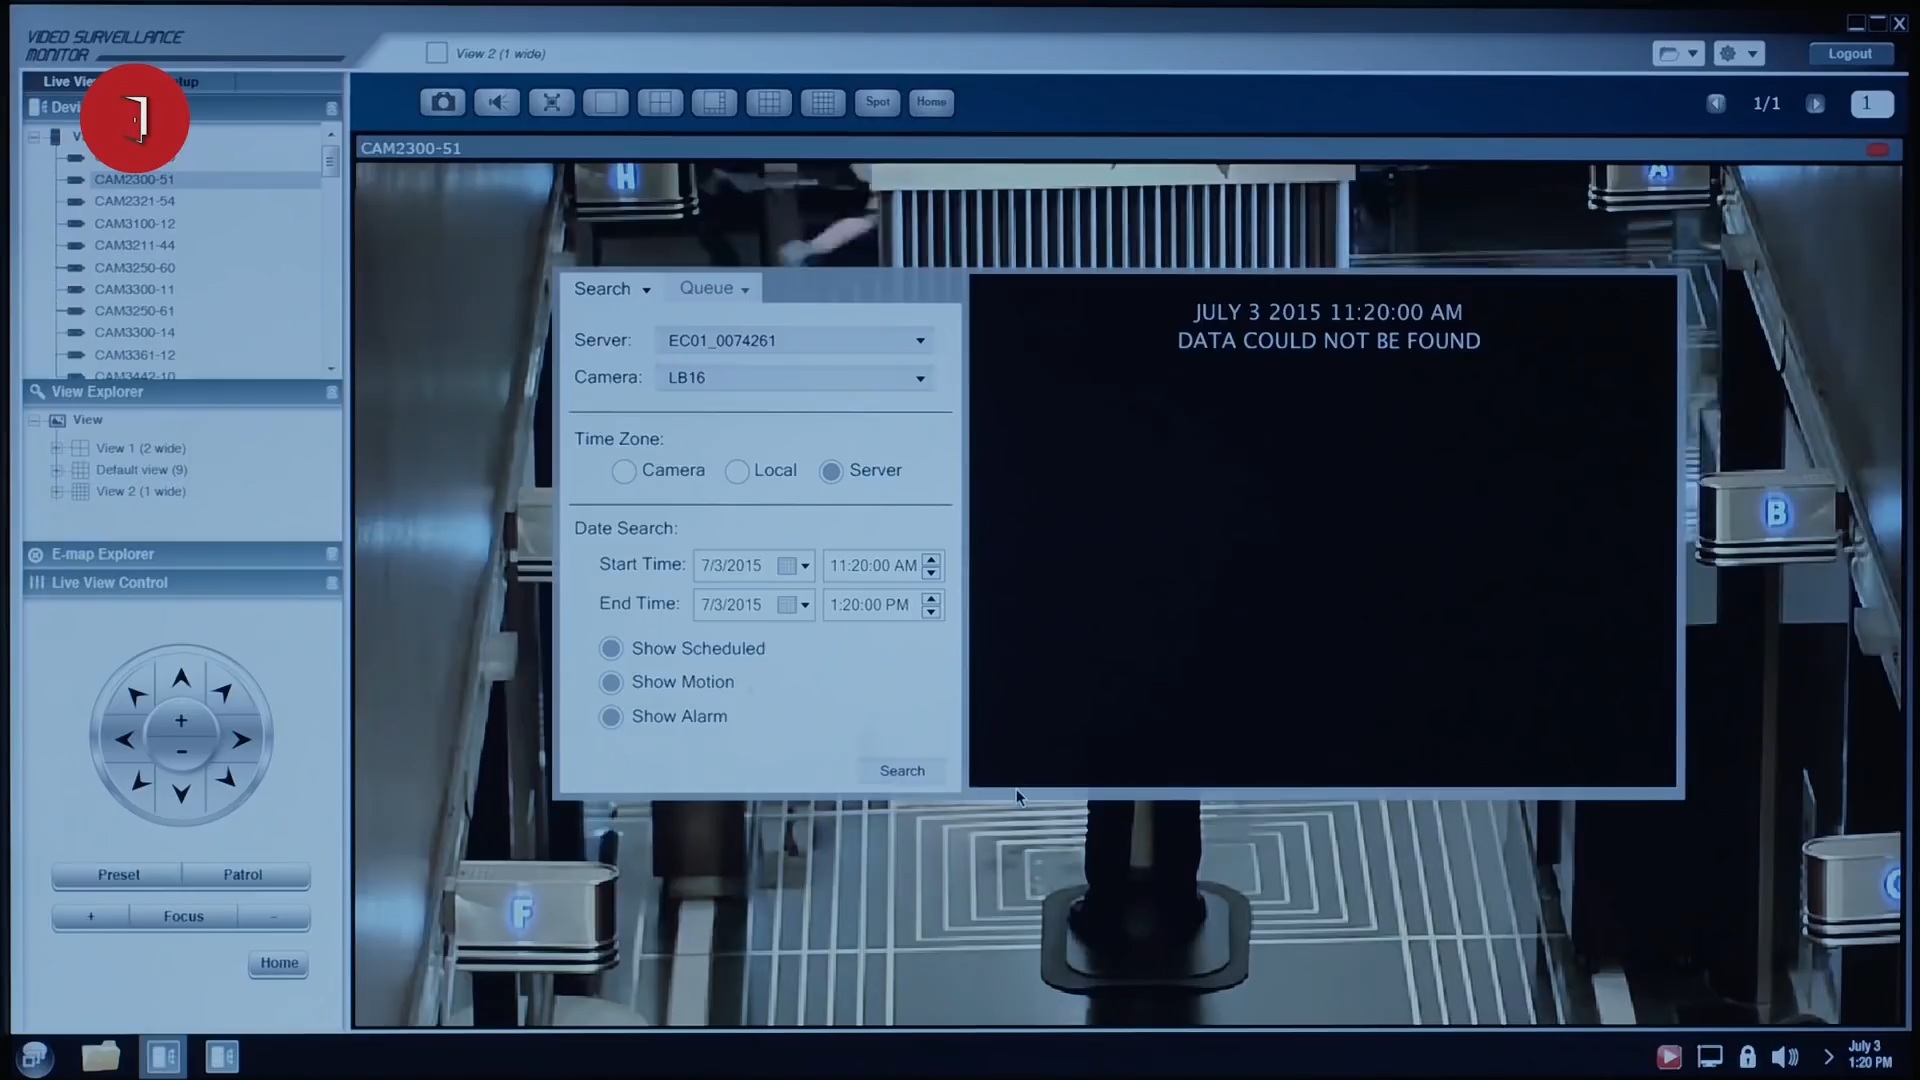 VIDEO SURVEILLANCE
MONITOR
View 2 (1 wide)
Logout
Live
Spot
Home
1/1
1
CAM2300-51
CAM2300-51
CAM2321-54
CAM3100-12
CAM3211-44
CAM3250-60
CAM3300-11
CAM3250-61
CAM3300-14
CAM3361-12
CAM3442-10
View Explorer
View
View 1 (2 wide)
Default view (9)
View 2 (1 wide)
E-map Explorer
Live View Control
+
-
Preset
Patrol
+
Focus
-
Home
H
A
B
F
Search
Queue
Server:
EC01_0074261
Camera:
LB16
Time Zone:
Camera
Local
Server
Date Search:
Start Time:
7/3/2015
11:20:00 AM
End Time:
7/3/2015
1:20:00 PM
Show Scheduled
Show Motion
Show Alarm
Search
JULY 3 2015 11:20:00 AM
DATA COULD NOT BE FOUND
July 3
1:20 PM